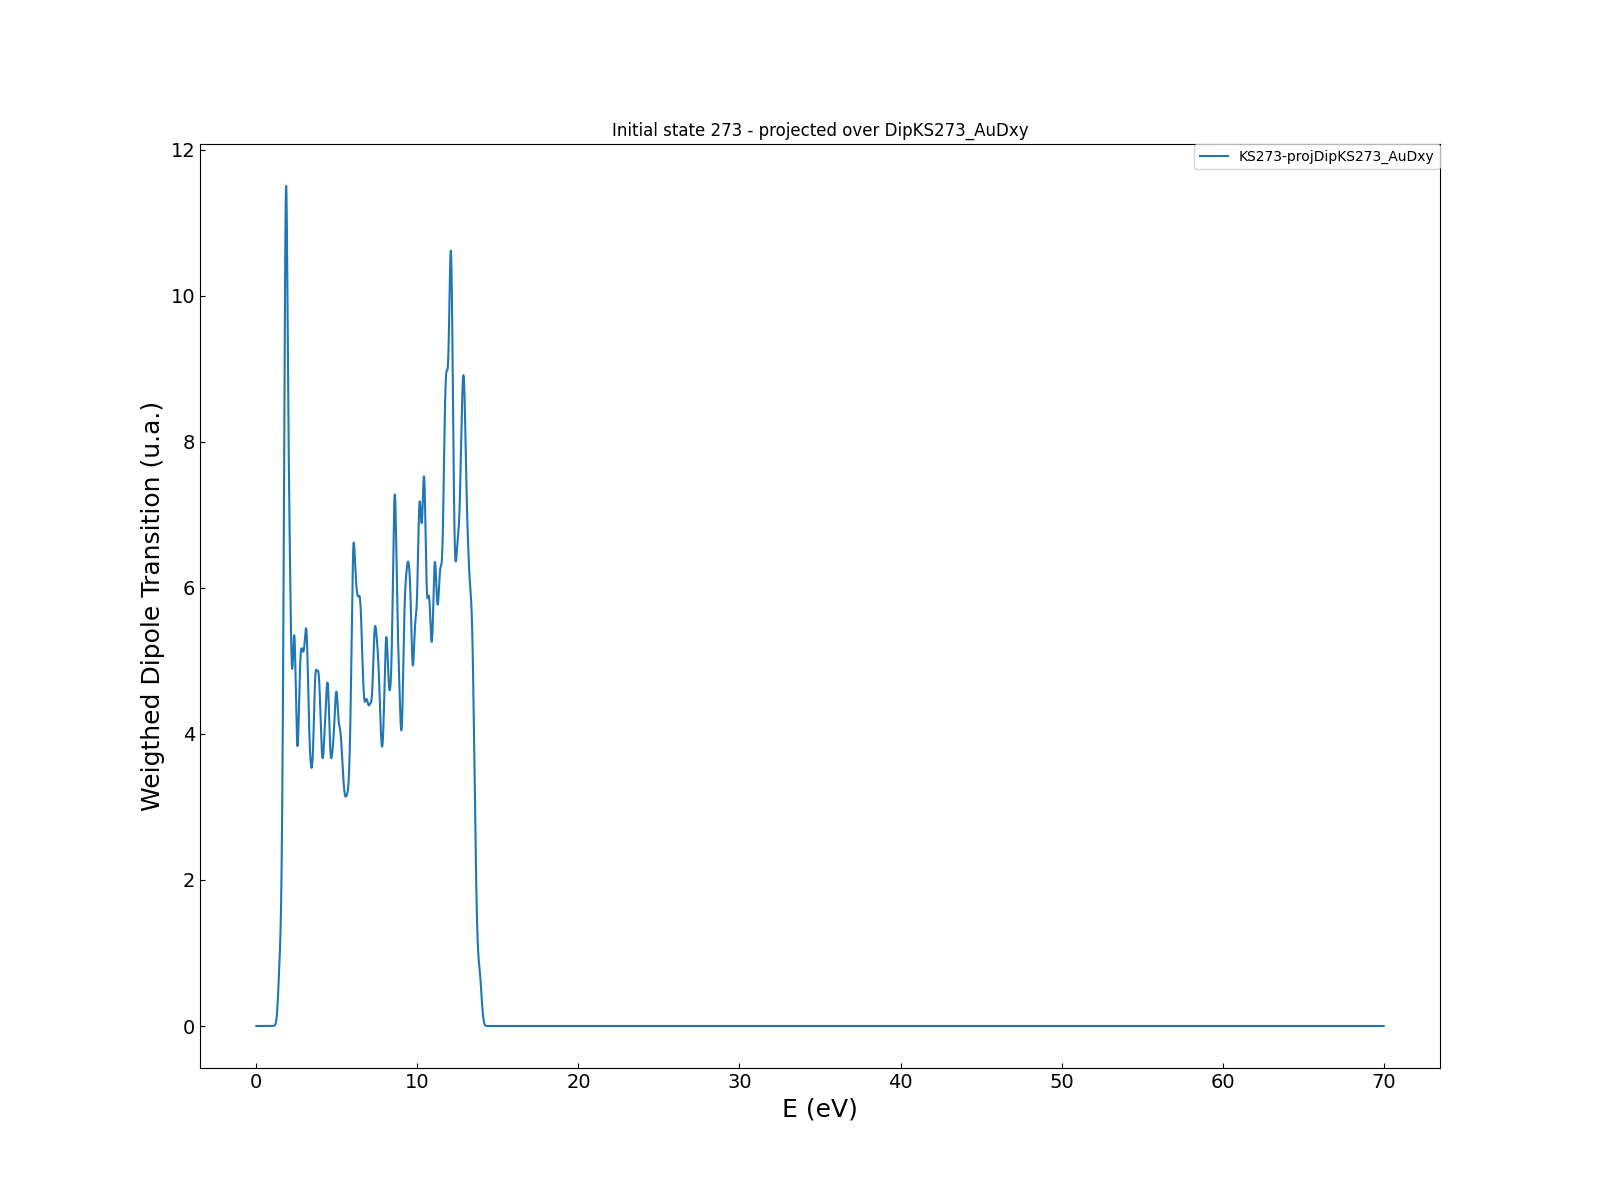 Initial state 273 - projected over DipKS273_AuDxy
KS273-projDipKS273_AuDxy
Weigthed Dipole Transition (u.a.)
12
10
8
6
4
2
0
0 10 20 30 40 50 60 70
E (eV)